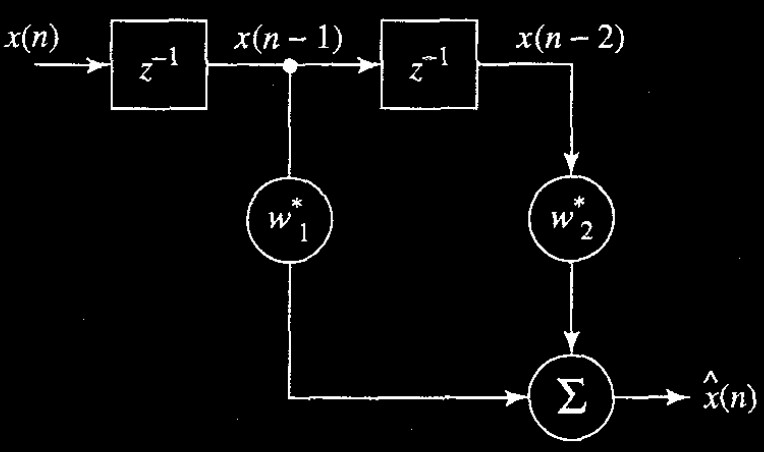 x(n) z⁻¹ x(n − 1) z⁻¹ x(n − 2)
w*₁ w*₂
Σ x̂(n)